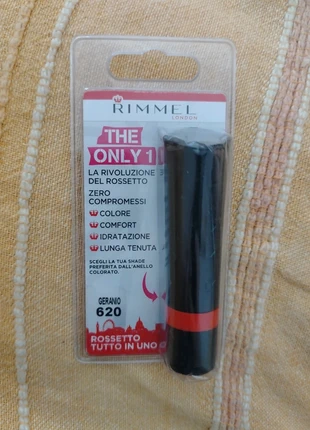 RIMMEL
LONDON
THE
ONLY 1
LA RIVOLUZIONE
DEL ROSSETTO
ZERO
COMPROMESSI
COLORE
COMFORT
IDRATAZIONE
LUNGA TENUTA
SCEGLI LA TUA SHADE
PREFERITA DALL'ANELLO
COLORATO.
GERANIO
620
ROSSETTO
TUTTO IN UNO